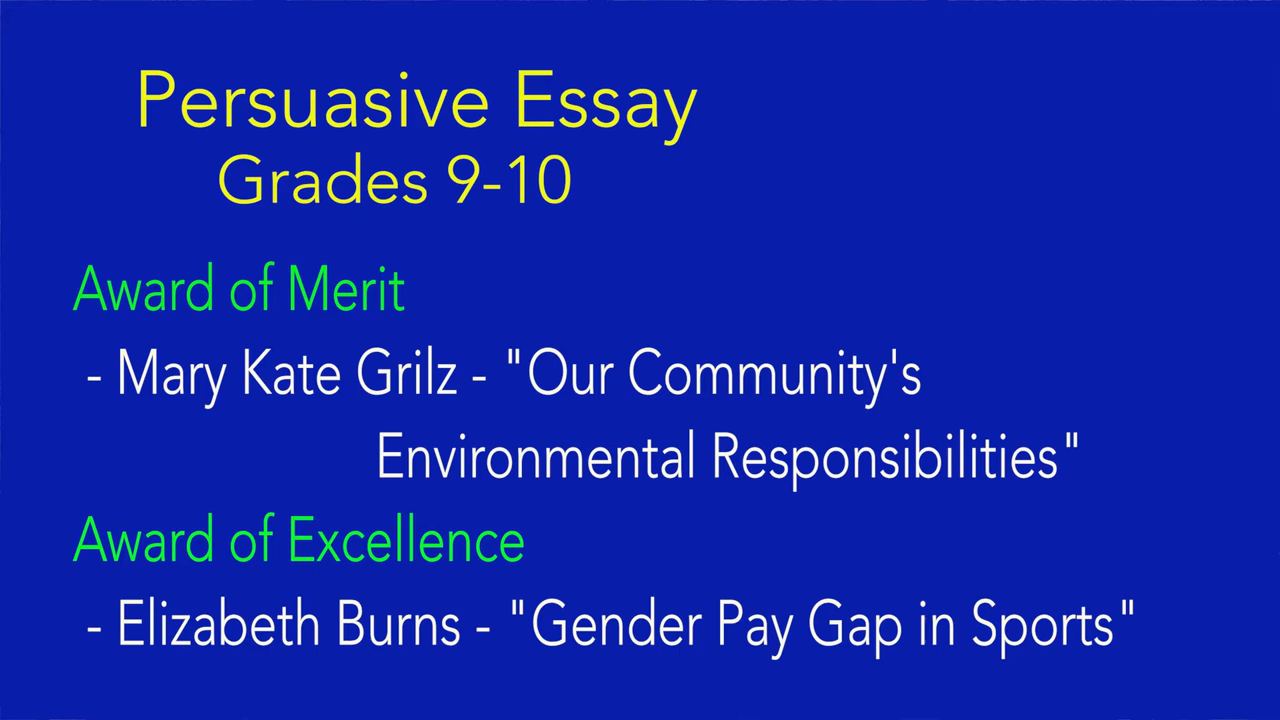 Persuasive Essay
Grades 9-10
Award of Merit
- Mary Kate Grilz - "Our Community's
Environmental Responsibilities"
Award of Excellence
- Elizabeth Burns - "Gender Pay Gap in Sports"